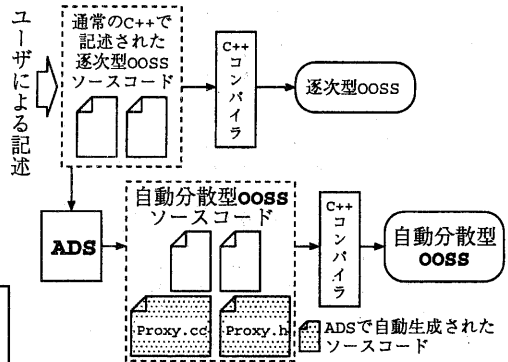 ユーザによる記述
通常のC++で
記述された
逐次型OOSS
ソースコード
C++コンパイラ
逐次型OOSS
ADS
自動分散型OOSS
ソースコード
Proxy.cc
Proxy.h
C++コンパイラ
自動分散型
OOSS
ADSで自動生成された
ソースコード